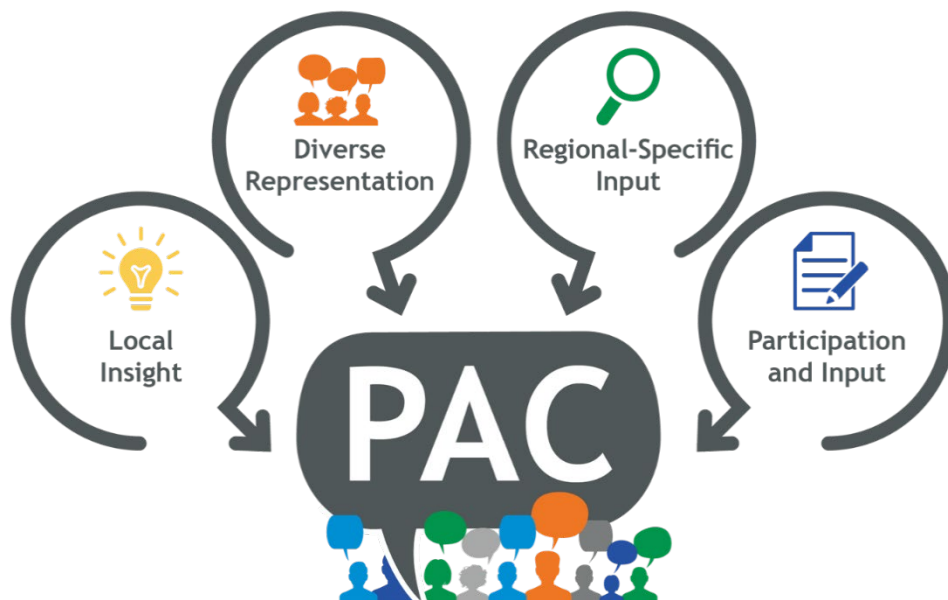 Local
Insight
Diverse
Representation
Regional-Specific
Input
Participation
and Input
PAC